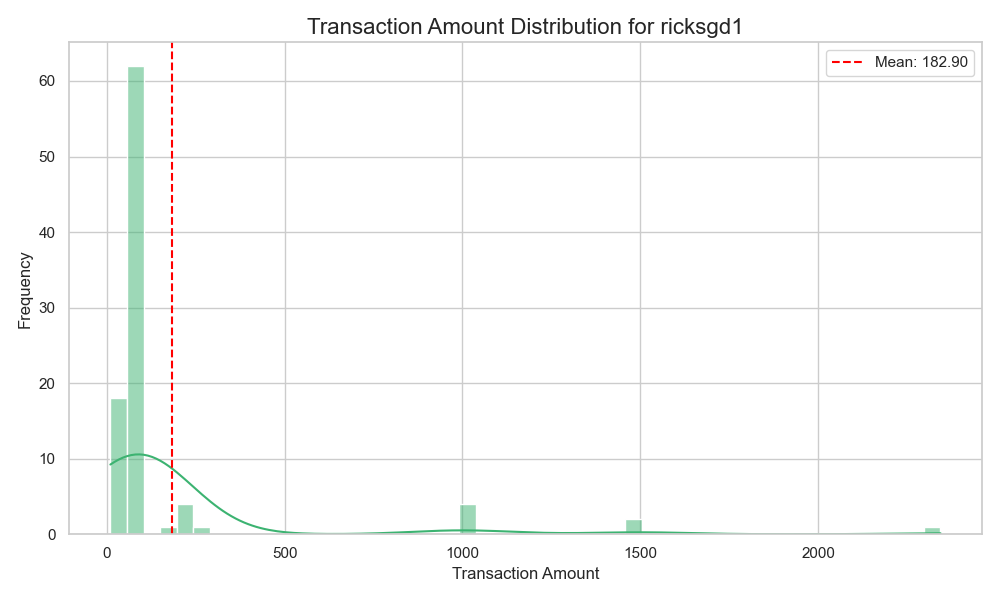 Transaction Amount Distribution for ricksgd1
Mean: 182.90
Frequency
60
50
40
30
20
10
0
0 500 1000 1500 2000
Transaction Amount